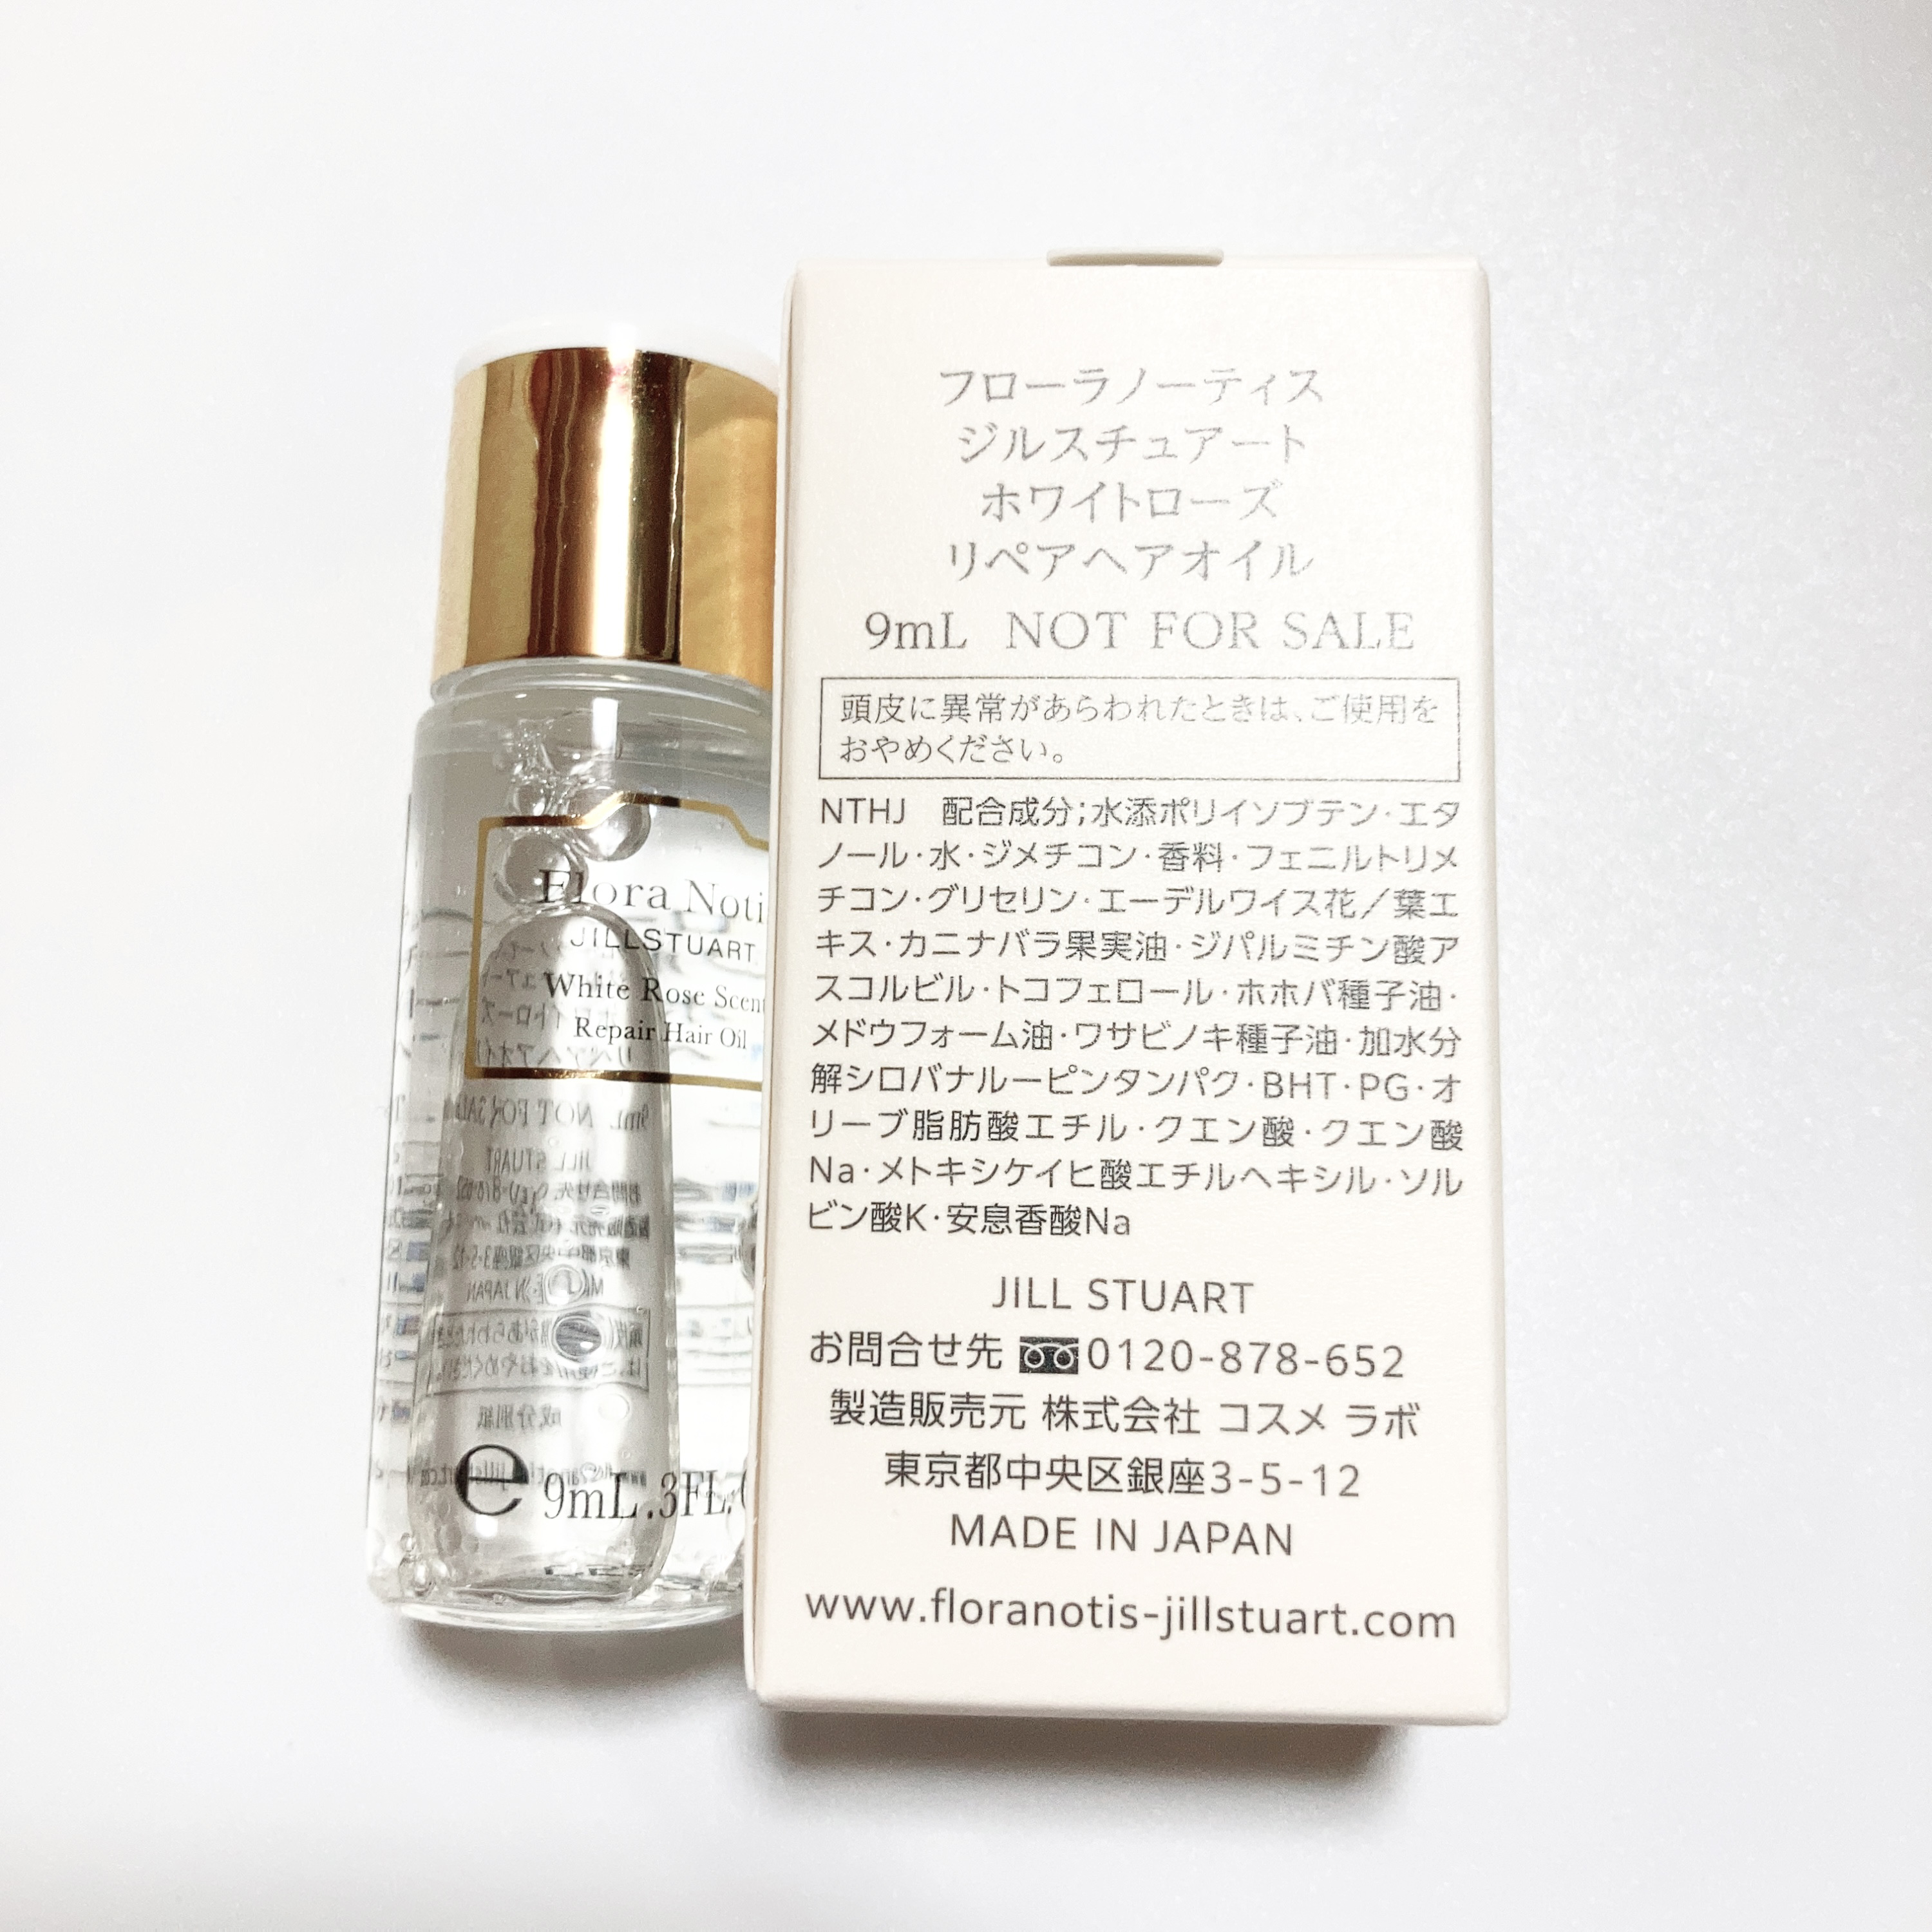 Flora Noti
JILLSTUART
White Rose Scent
Repair Hair Oil
e 9mL .3FL.
フローラノーティス
ジルスチュアート
ホワイトローズ
リペアヘアオイル
9mL NOT FOR SALE
頭皮に異常があらわれたときは、ご使用を
おやめください。
NTHJ 配合成分;水添ポリイソブテン・エタ
ノール・水・ジメチコン・香料・フェニルトリメ
チコン・グリセリン・エーデルワイス花/葉エ
キス・カニナバラ果実油・ジパルミチン酸ア
スコルビル・トコフェロール・ホホバ種子油・
メドウフォーム油・ワサビノキ種子油・加水分
解シロバナルーピンタンパク・BHT・PG・オ
リーブ脂肪酸エチル・クエン酸・クエン酸
Na・メトキシケイヒ酸エチルヘキシル・ソル
ビン酸K・安息香酸Na
JILL STUART
お問合せ先 0120-878-652
製造販売元 株式会社 コスメ ラボ
東京都中央区銀座3-5-12
MADE IN JAPAN
www.floranotis-jillstuart.com